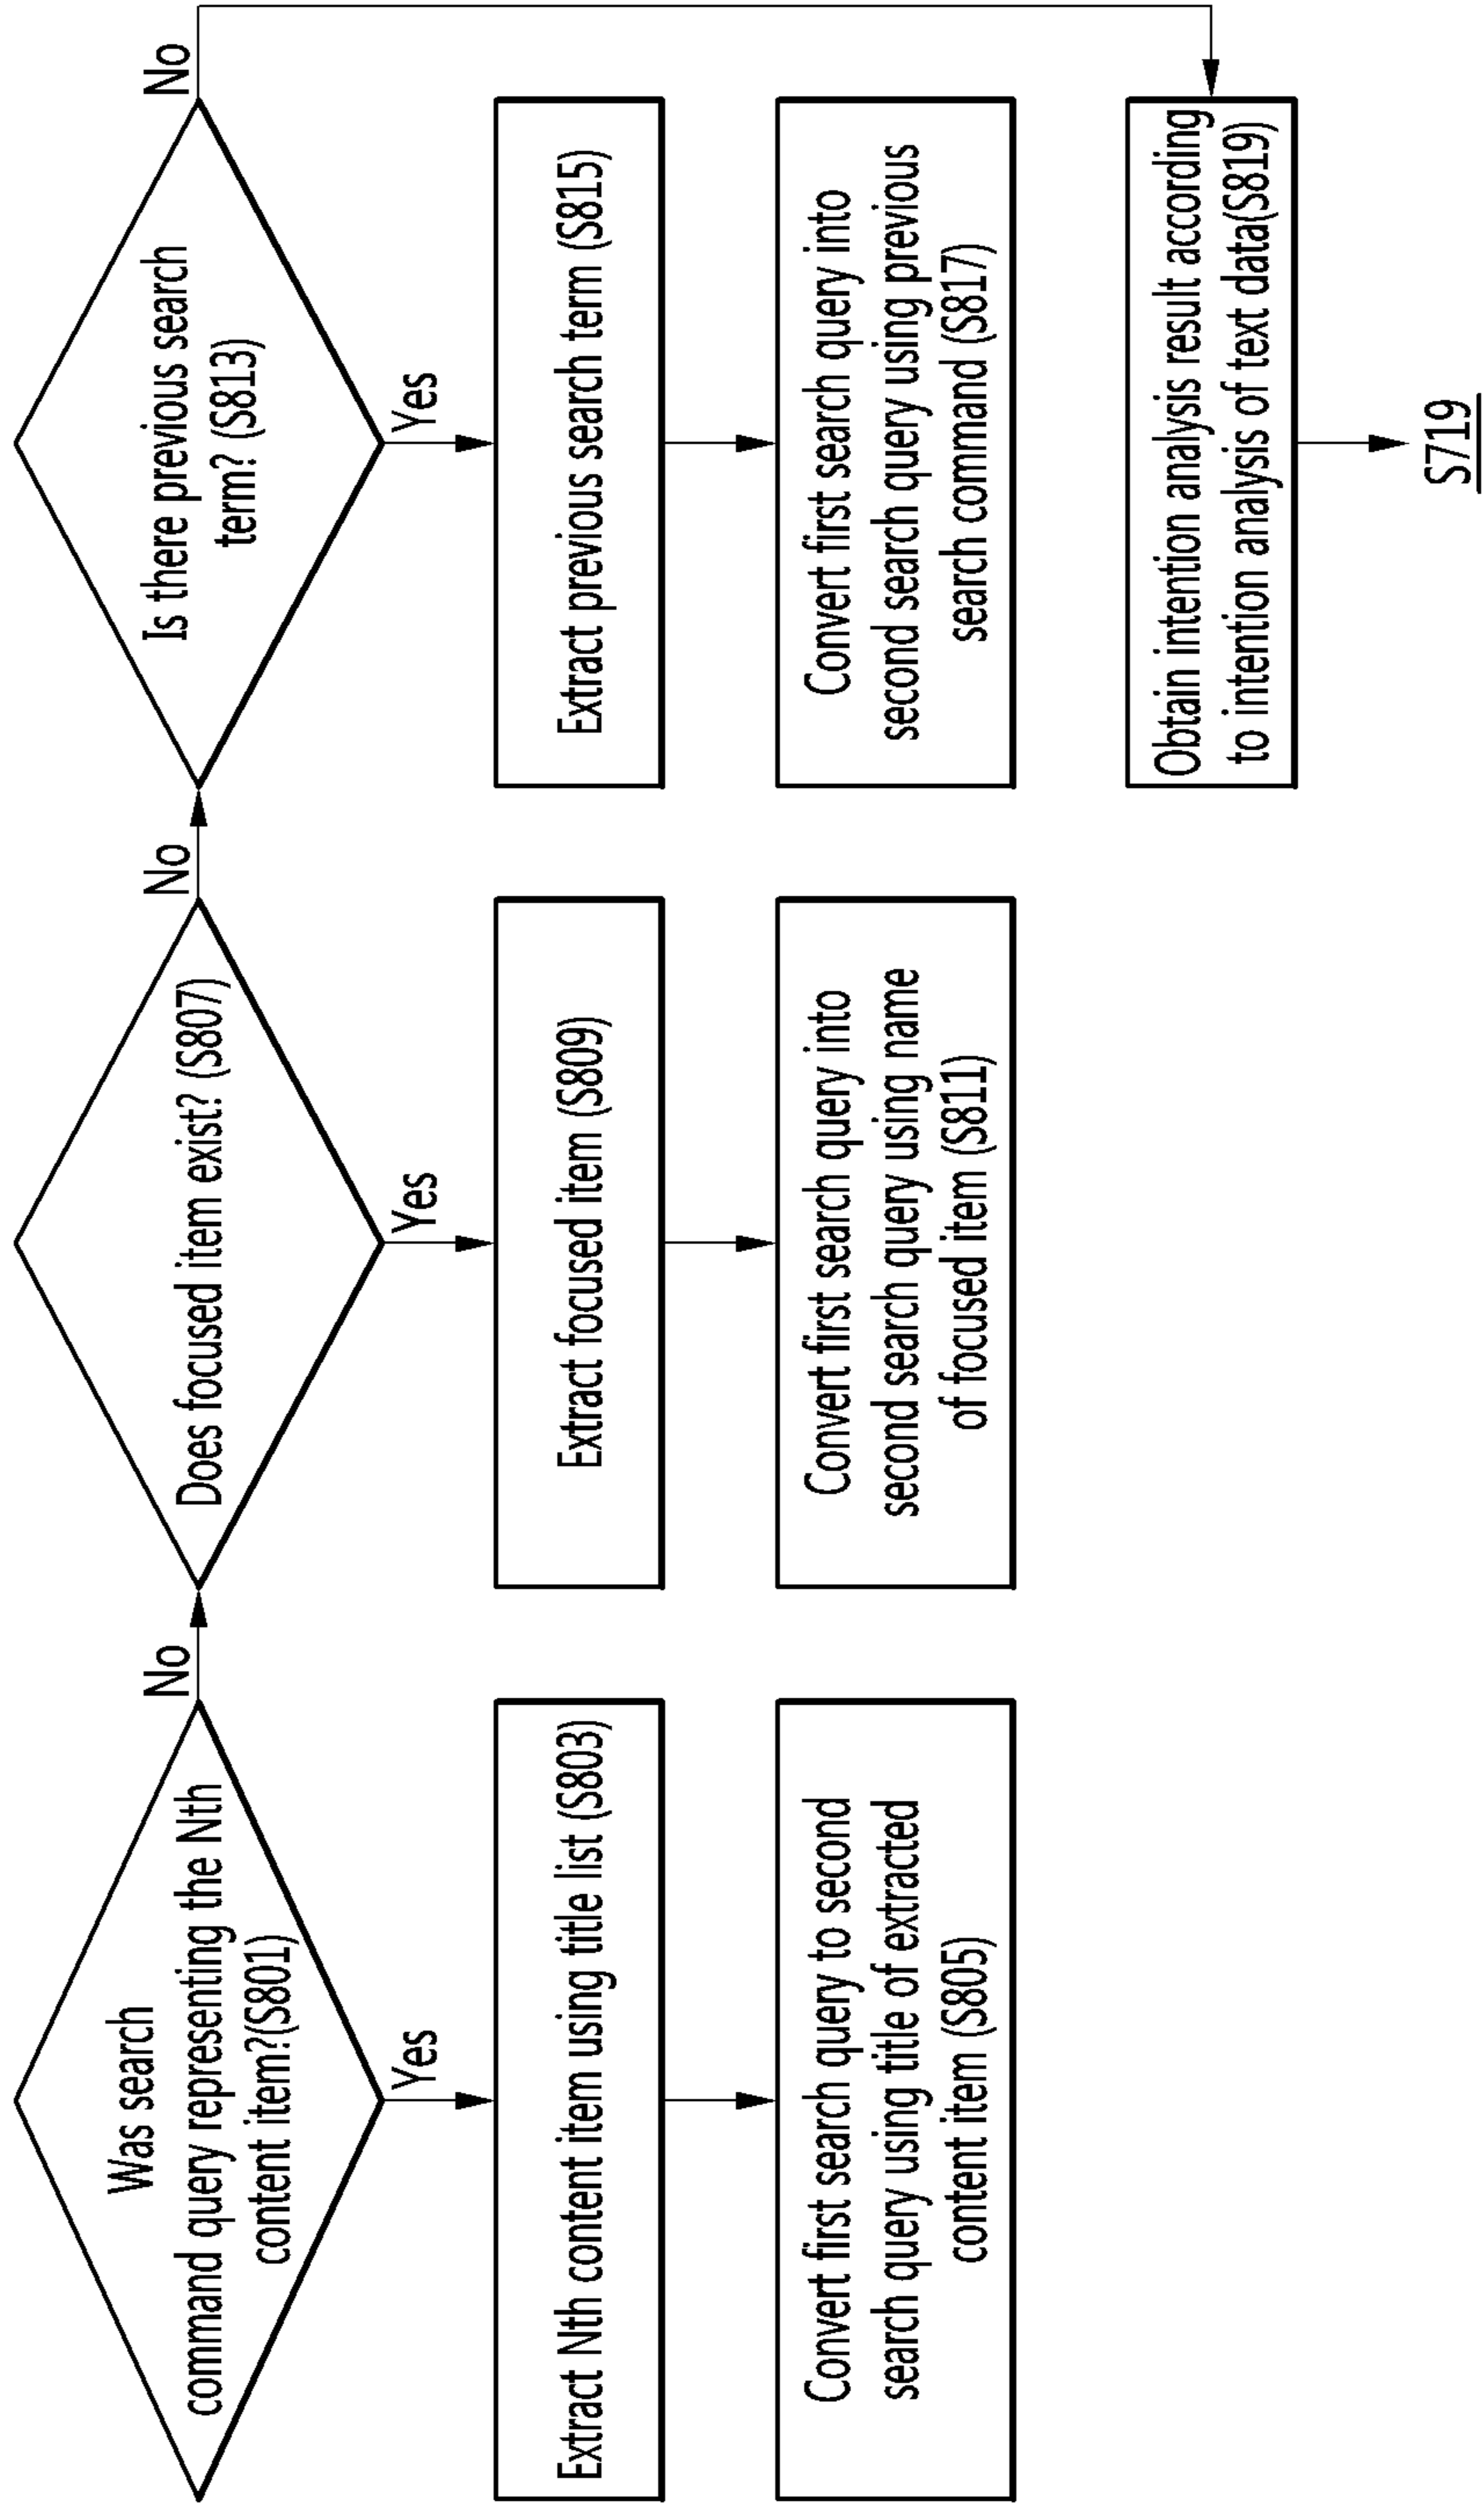 Was search
command query representing the Nth
content item?(S801)
No
Yes
Extract Nth content item using title list (S803)
Convert first search query to second
search query using title of extracted
content item (S805)
Does focused item exist? (S807)
No
Yes
Extract focused item (S809)
Convert first search query into
second search query using name
of focused item (S811)
Is there previous search
term? (S813)
No
Yes
Extract previous search term (S815)
Convert first search query into
second search query using previous
search command (S817)
Obtain intention analysis result according
to intention analysis of text data(S819)
S719